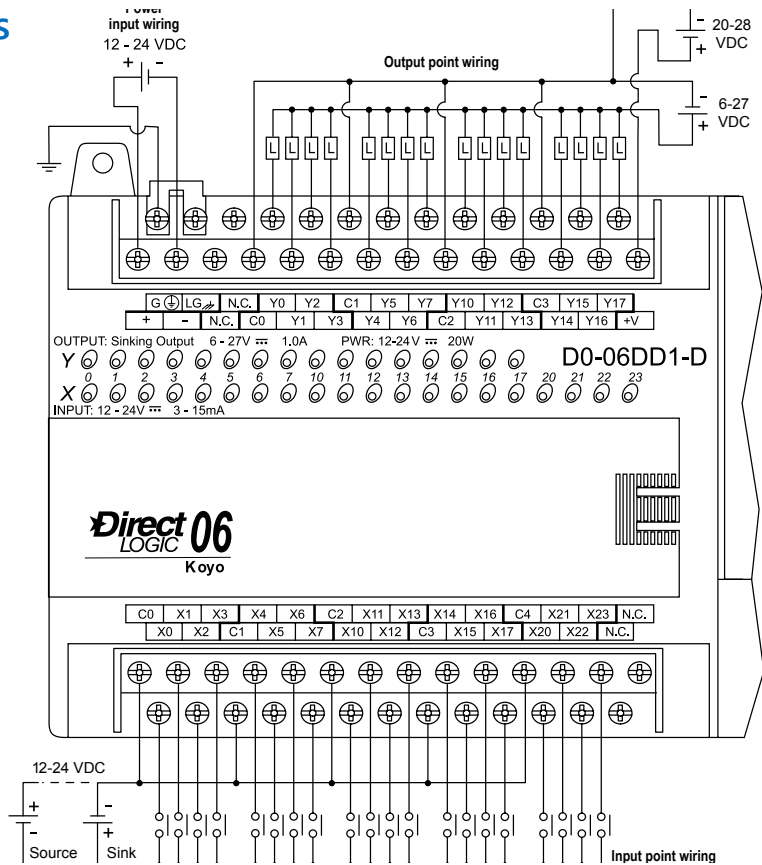 s
Power
input wiring
12 - 24 VDC
+ -
Output point wiring
-
20-28
+ VDC
-
6-27
+ VDC
L L L L L L L L L L L L L L L L
G LG N.C. Y0 Y2 C1 Y5 Y7 Y10 Y12 C3 Y15 Y17
+ - N.C. C0 Y1 Y3 Y4 Y6 C2 Y11 Y13 Y14 Y16 +V
OUTPUT: Sinking Output 6 - 27V 1.0A PWR: 12-24 V 20W
Y D0-06DD1-D
0 1 2 3 4 5 6 7 10 11 12 13 14 15 16 17 20 21 22 23
X
INPUT: 12 - 24V 3 - 15mA
Direct
LOGIC 06
Koyo
C0 X1 X3 X4 X6 C2 X11 X13 X14 X16 C4 X21 X23 N.C.
X0 X2 C1 X5 X7 X10 X12 C3 X15 X17 X20 X22 N.C.
12-24 VDC
+ -
- +
Source Sink
Input point wiring